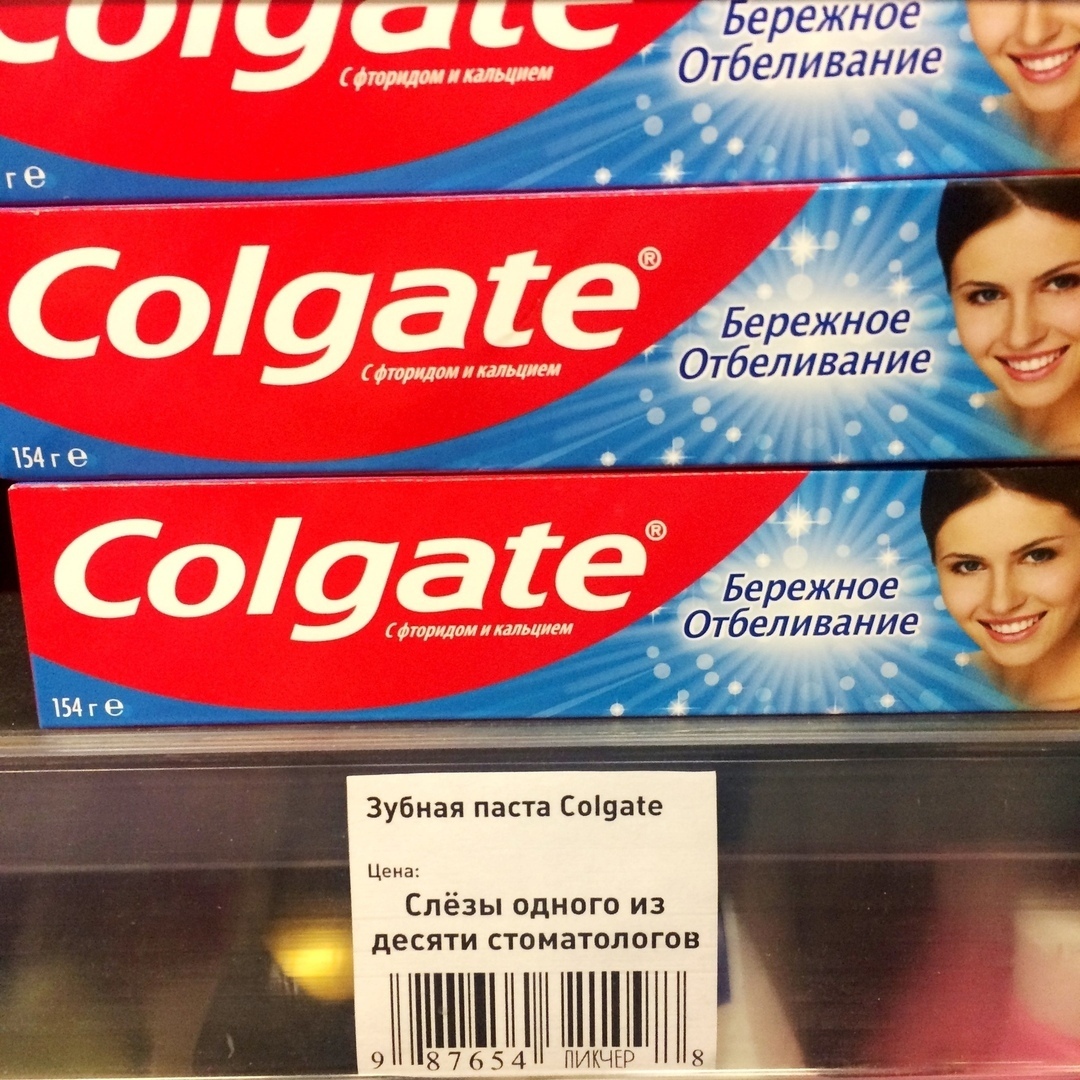 Colgate
С фторидом и кальцием
Бережное
Отбеливание
г e
Colgate®
С фторидом и кальцием
Бережное
Отбеливание
154 г e
Colgate®
С фторидом и кальцием
Бережное
Отбеливание
154 г e
Зубная паста Colgate
Цена:
Слёзы одного из
десяти стоматологов
9 87654 ПИКЧЕР 8